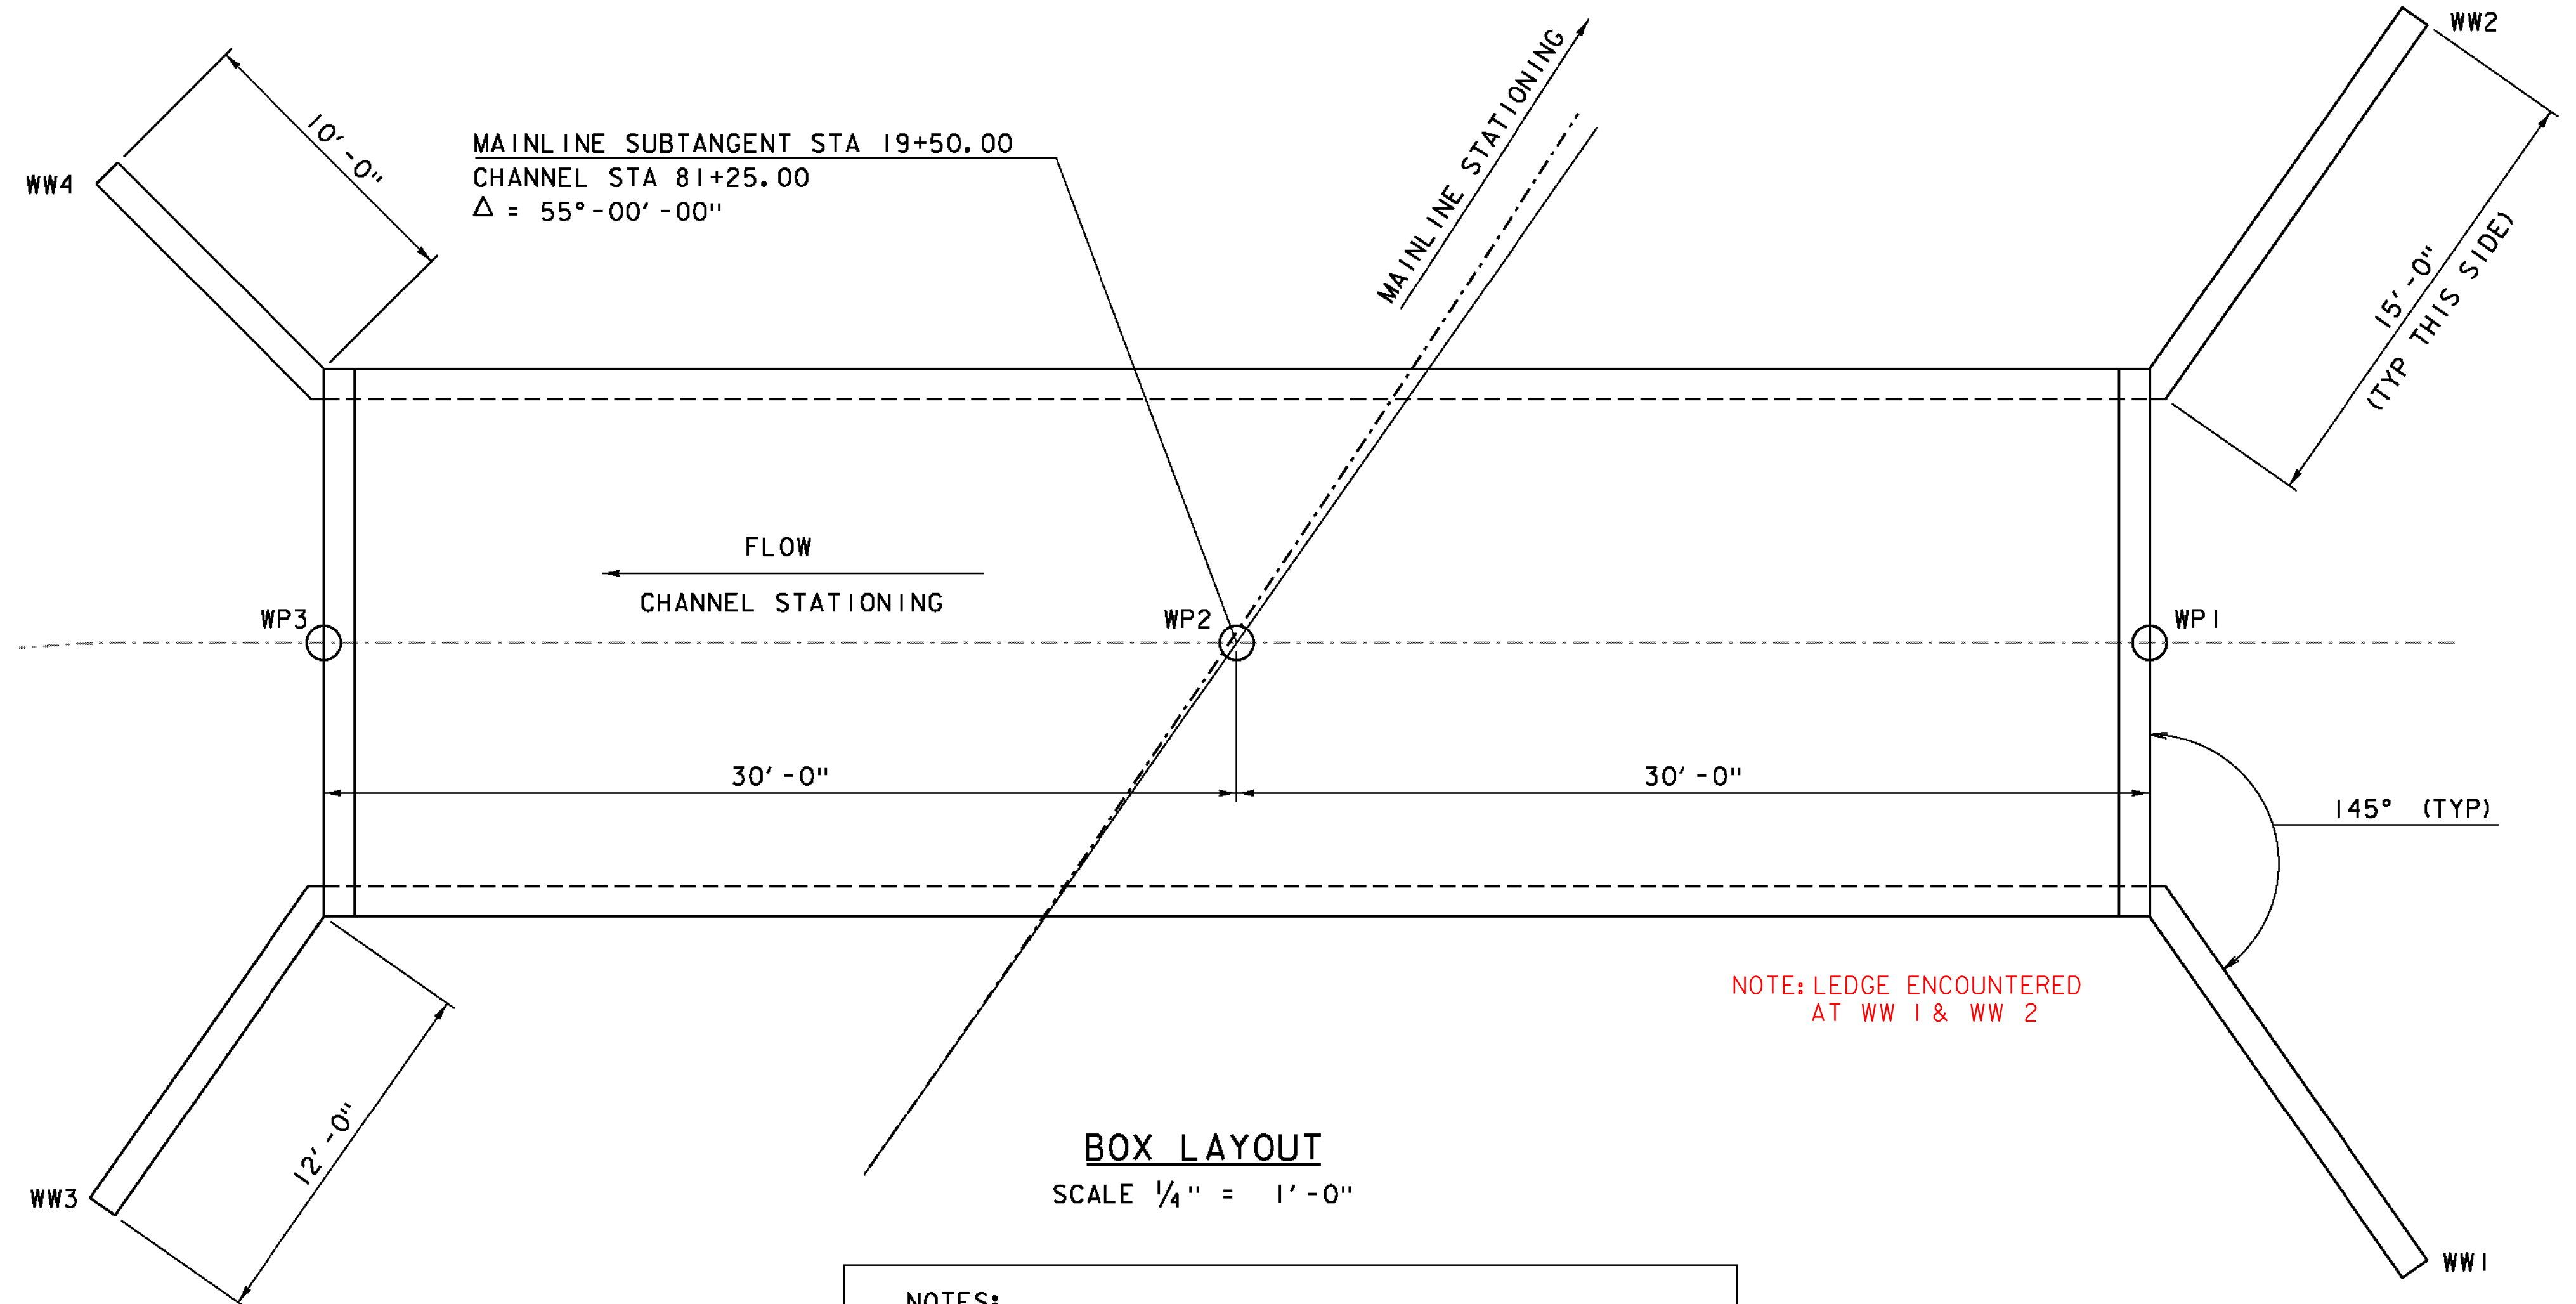 WW2
MAINLINE STATIONING
10'-0"
MAINLINE SUBTANGENT STA 19+50.00
CHANNEL STA 81+25.00
Δ = 55°-00'-00"
WW4
15'-0"
(TYP THIS SIDE)
FLOW
CHANNEL STATIONING
WP3
WP2
WP1
30'-0"
30'-0"
145° (TYP)
NOTE: LEDGE ENCOUNTERED
AT WW 1 & WW 2
12'-0"
BOX LAYOUT
SCALE 1/4" = 1'-0"
WW3
WW1
NOTES: